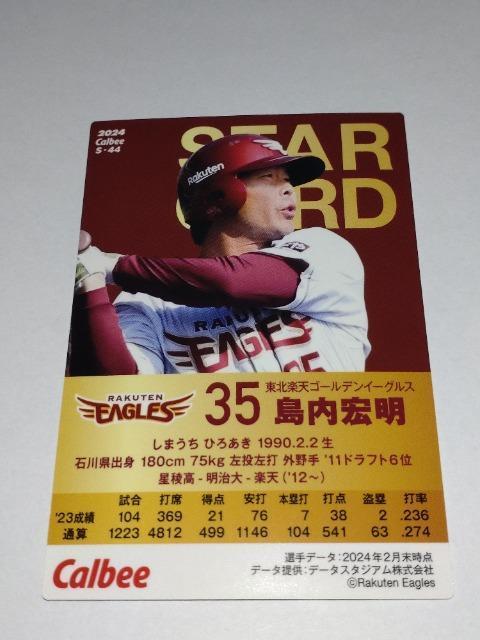 2024
Calbee
S-44
STAR
CARD
Rakuten
RAKUTEN
EAGLES
35
RAKUTEN
EAGLES
35
東北楽天ゴールデンイーグルス
島内宏明
しまうち ひろあき 1990.2.2生
石川県出身 180cm 75kg 左投左打 外野手 '11ドラフト6位
星稜高-明治大-楽天('12～)
試合 打席 得点 安打 本塁打 打点 盗塁 打率
'23成績 104 369 21 76 7 38 2 .236
通算 1223 4812 499 1146 104 541 63 .274
Calbee
選手データ:2024年2月末時点
データ提供:データスタジアム株式会社
©Rakuten Eagles